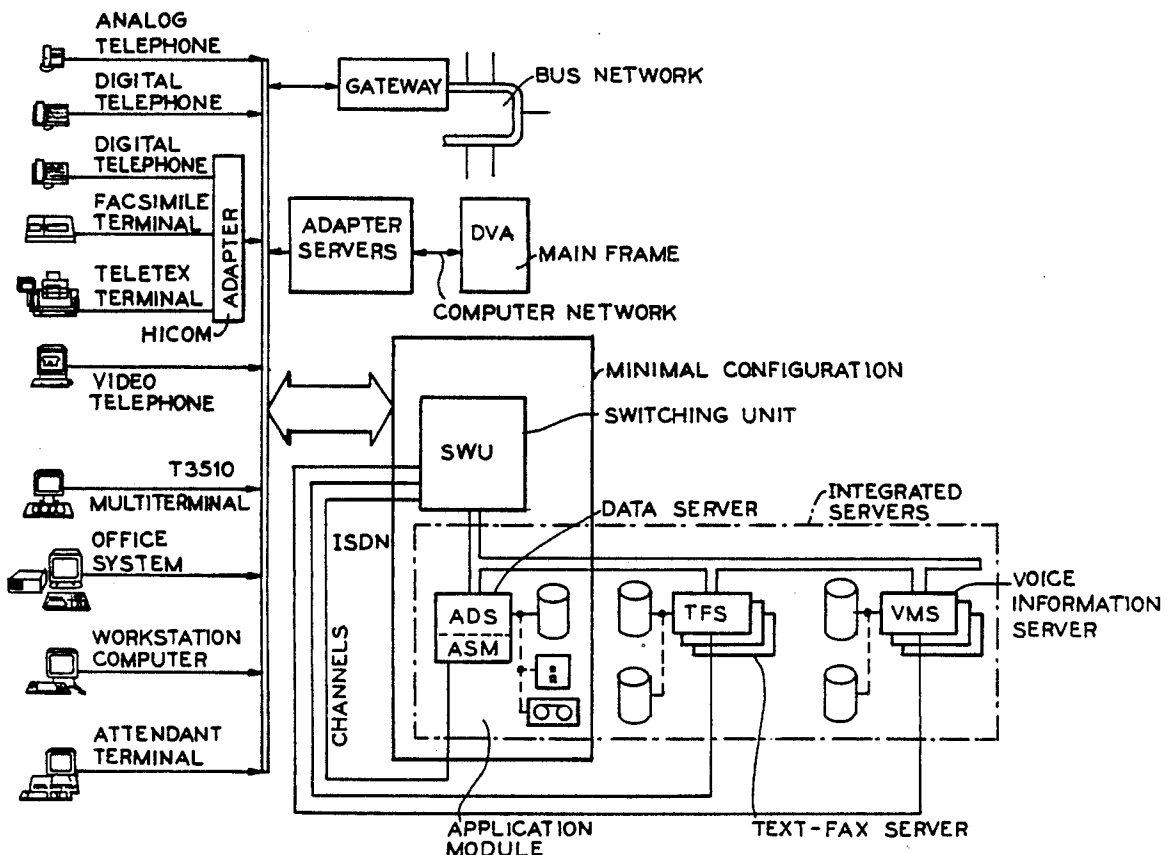 ANALOG
TELEPHONE
DIGITAL
TELEPHONE
DIGITAL
TELEPHONE
FACSIMILE
TERMINAL
TELETEX
TERMINAL
ADAPTER
HICOM
VIDEO
TELEPHONE
T3510
MULTITERMINAL
OFFICE
SYSTEM
WORKSTATION
COMPUTER
ATTENDANT
TERMINAL
GATEWAY
BUS NETWORK
ADAPTER
SERVERS
DVA
MAIN FRAME
COMPUTER NETWORK
MINIMAL CONFIGURATION
SWITCHING UNIT
SWU
DATA SERVER
INTEGRATED
SERVERS
ISDN
CHANNELS
ADS
ASM
TFS
VMS
VOICE
INFORMATION
SERVER
APPLICATION
MODULE
TEXT-FAX SERVER